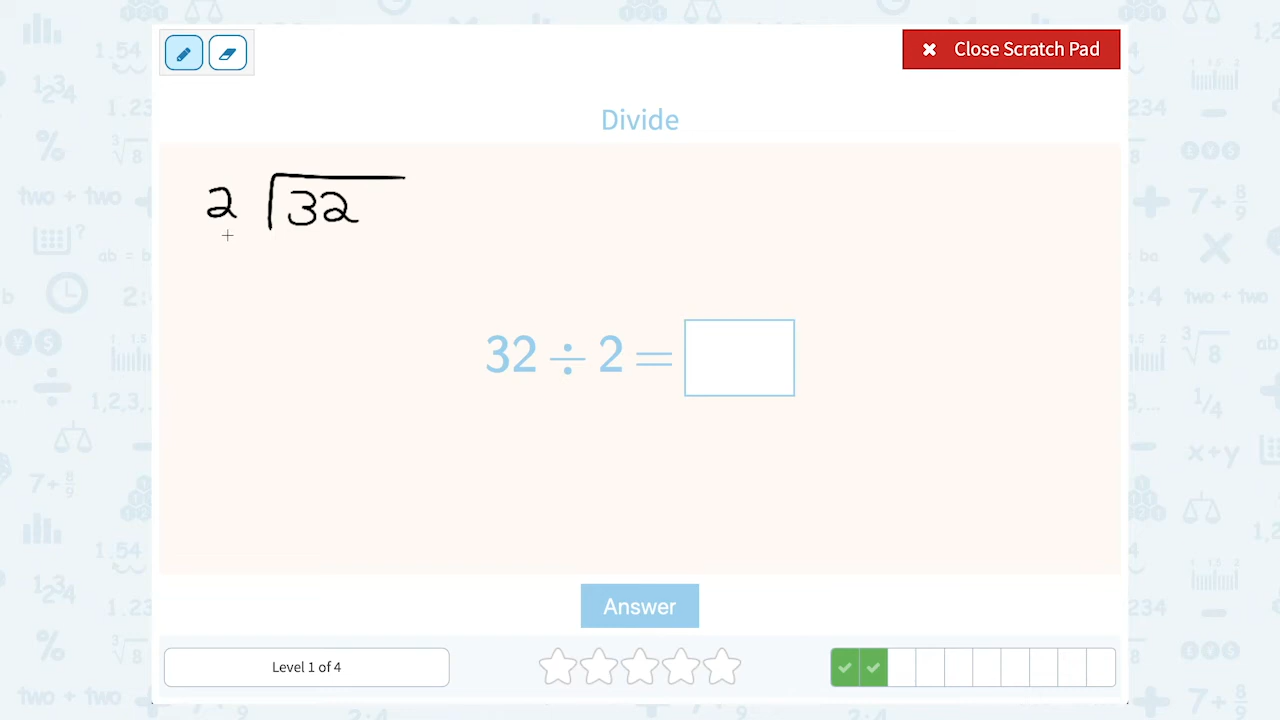 ✖ Close Scratch Pad
Divide
2 32
32 ÷ 2 =
Answer
Level 1 of 4